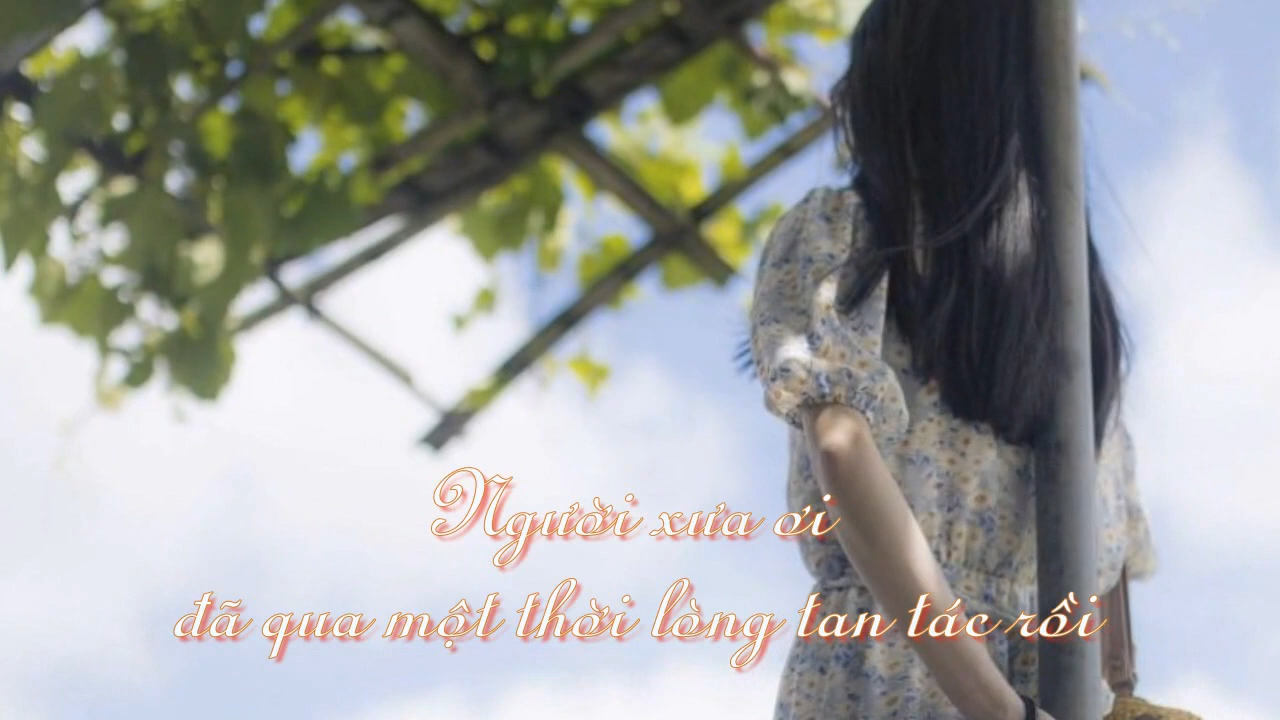 Người xưa ơi
đã qua một thời lòng tan tác rồi